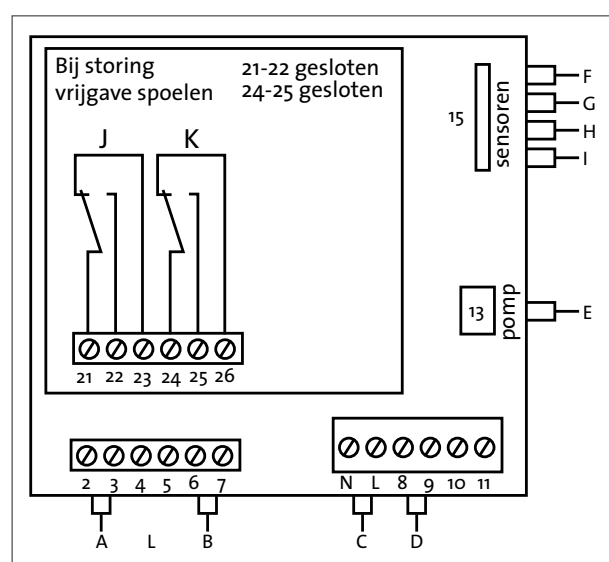 Bij storing
vrijgave spoelen
21-22 gesloten
24-25 gesloten
J K
21 22 23 24 25 26
15 sensoren
F
G
H
I
13 pomp
E
2 3 4 5 6 7
N L 8 9 10 11
A L B C D